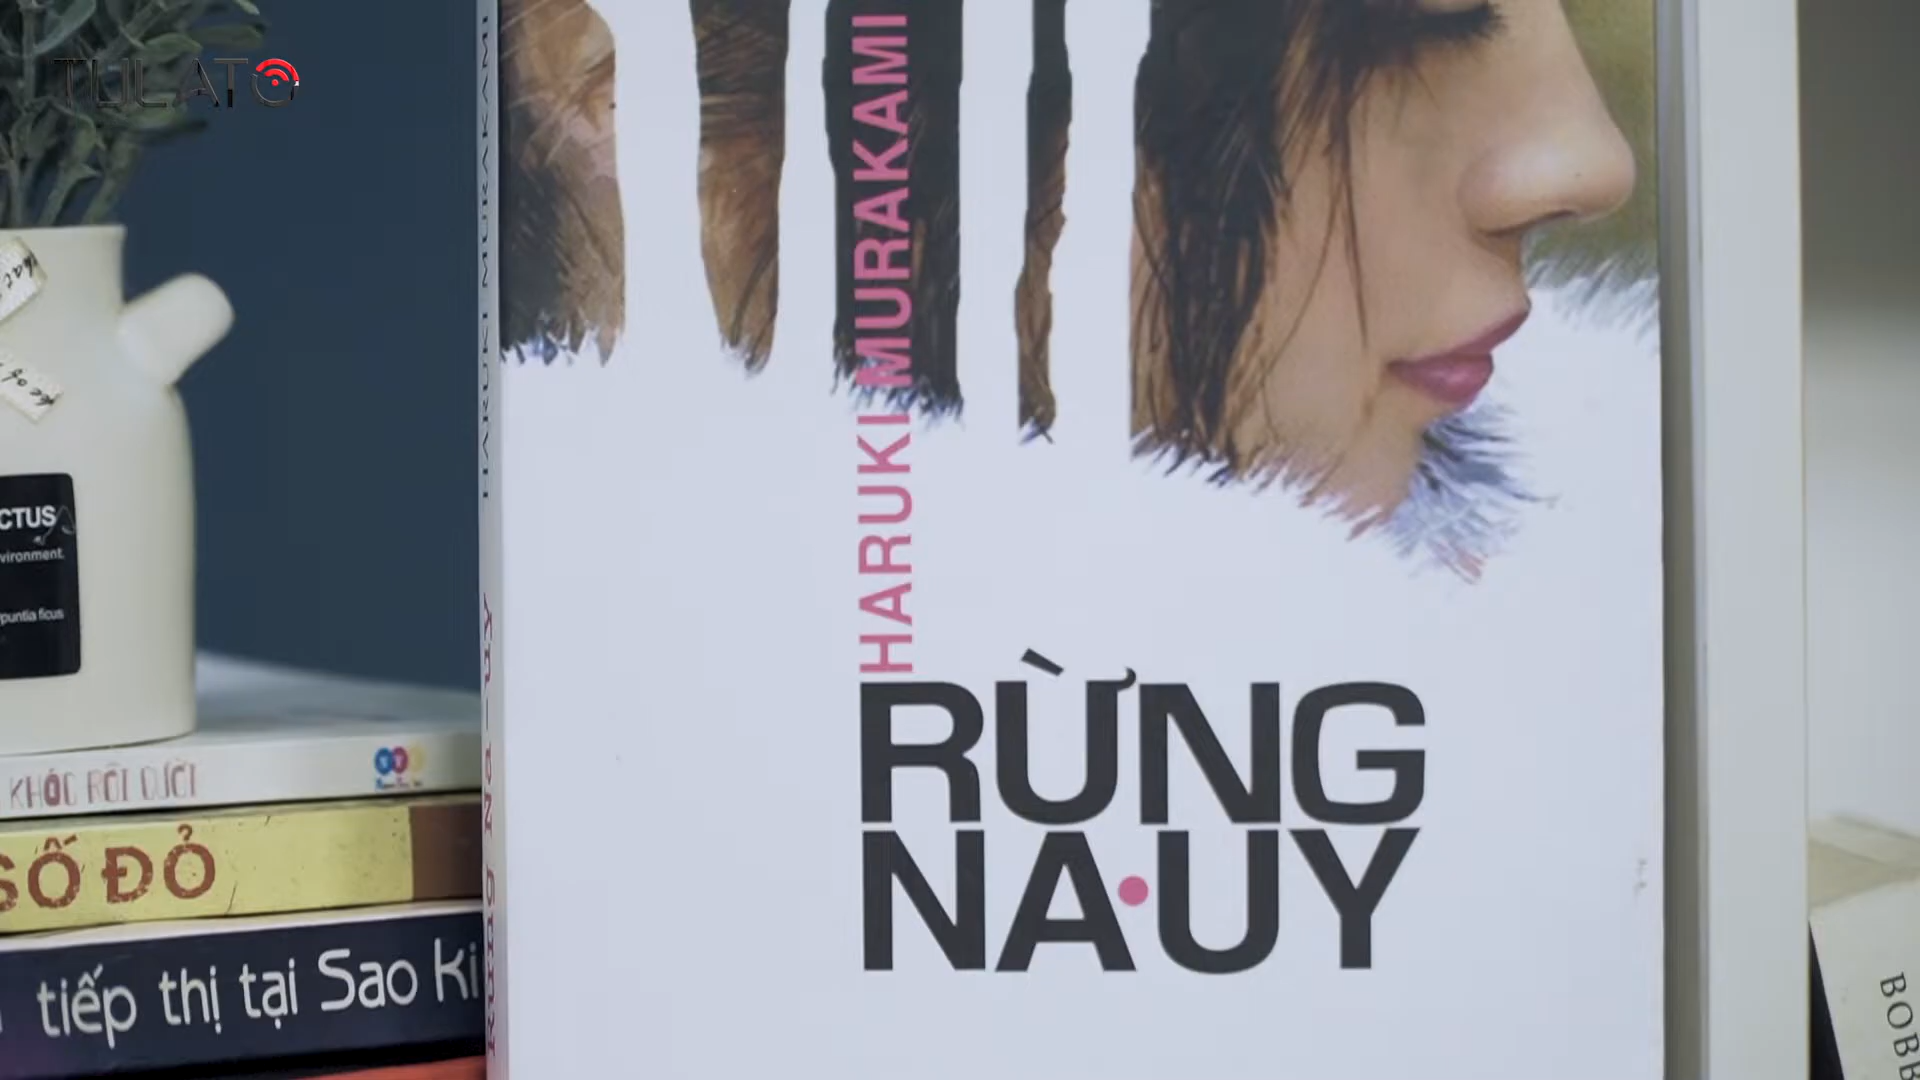 TULATO
HARUKI MURAKAMI
RỪNG
NA•UY
HARUKI MURAKAMI
Rừng Na-uy
CTUS
vironment.
puntia ficus
KHÓC RỒI CƯỜI
SỐ ĐỎ
tiếp thị tại Sao Ki
BOBB